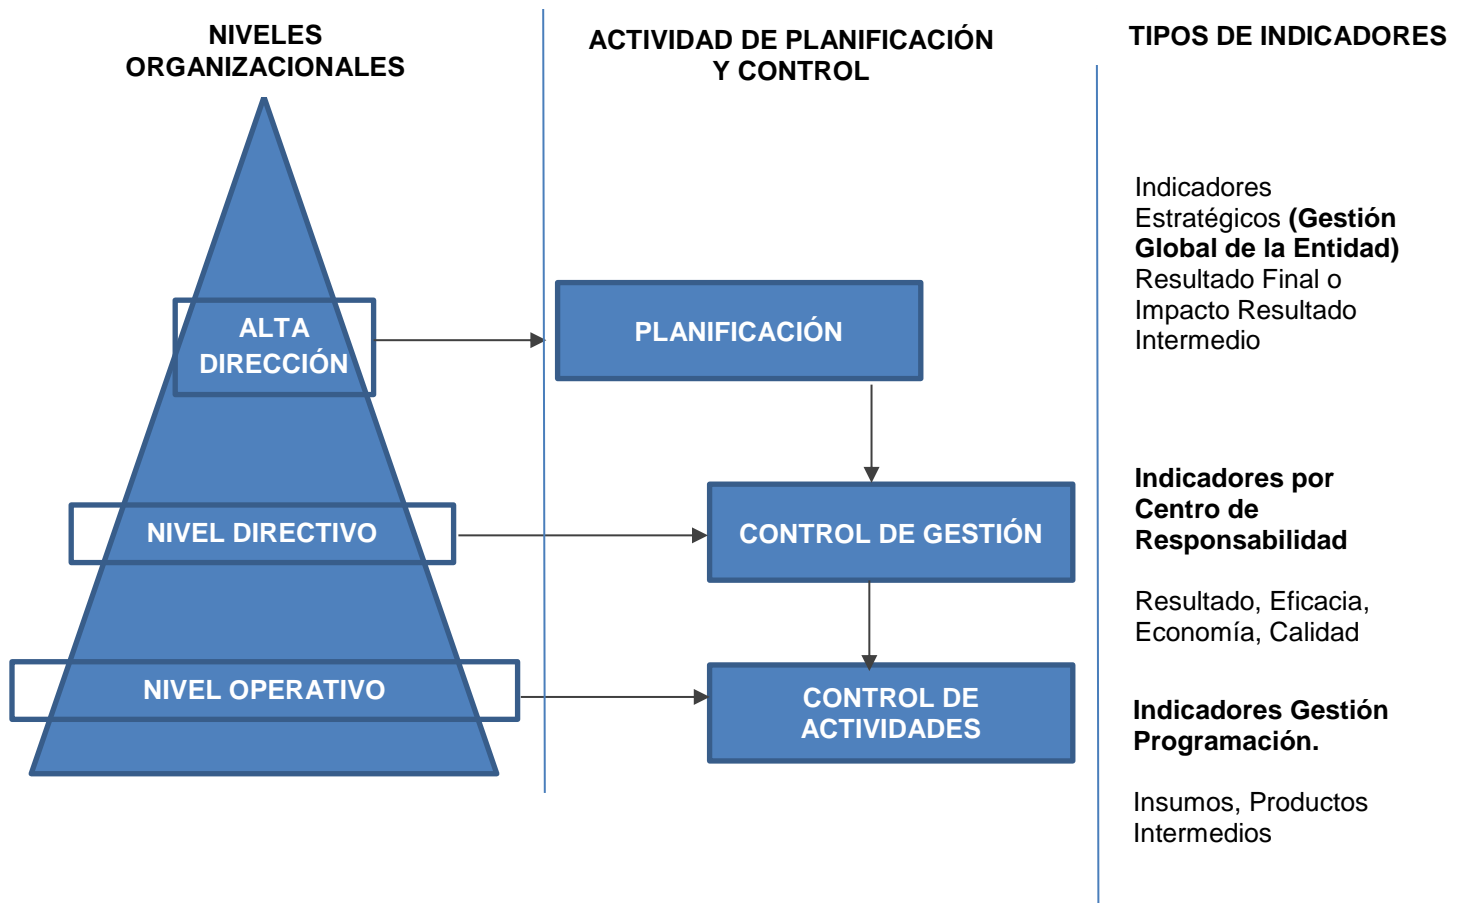 NIVELES
ORGANIZACIONALES
ALTA
DIRECCIÓN
NIVEL DIRECTIVO
NIVEL OPERATIVO
ACTIVIDAD DE PLANIFICACIÓN
Y CONTROL
PLANIFICACIÓN
CONTROL DE GESTIÓN
CONTROL DE
ACTIVIDADES
TIPOS DE INDICADORES
Indicadores
Estratégicos (Gestión
Global de la Entidad)
Resultado Final o
Impacto Resultado
Intermedio
Indicadores por
Centro de
Responsabilidad
Resultado, Eficacia,
Economía, Calidad
Indicadores Gestión
Programación.
Insumos, Productos
Intermedios